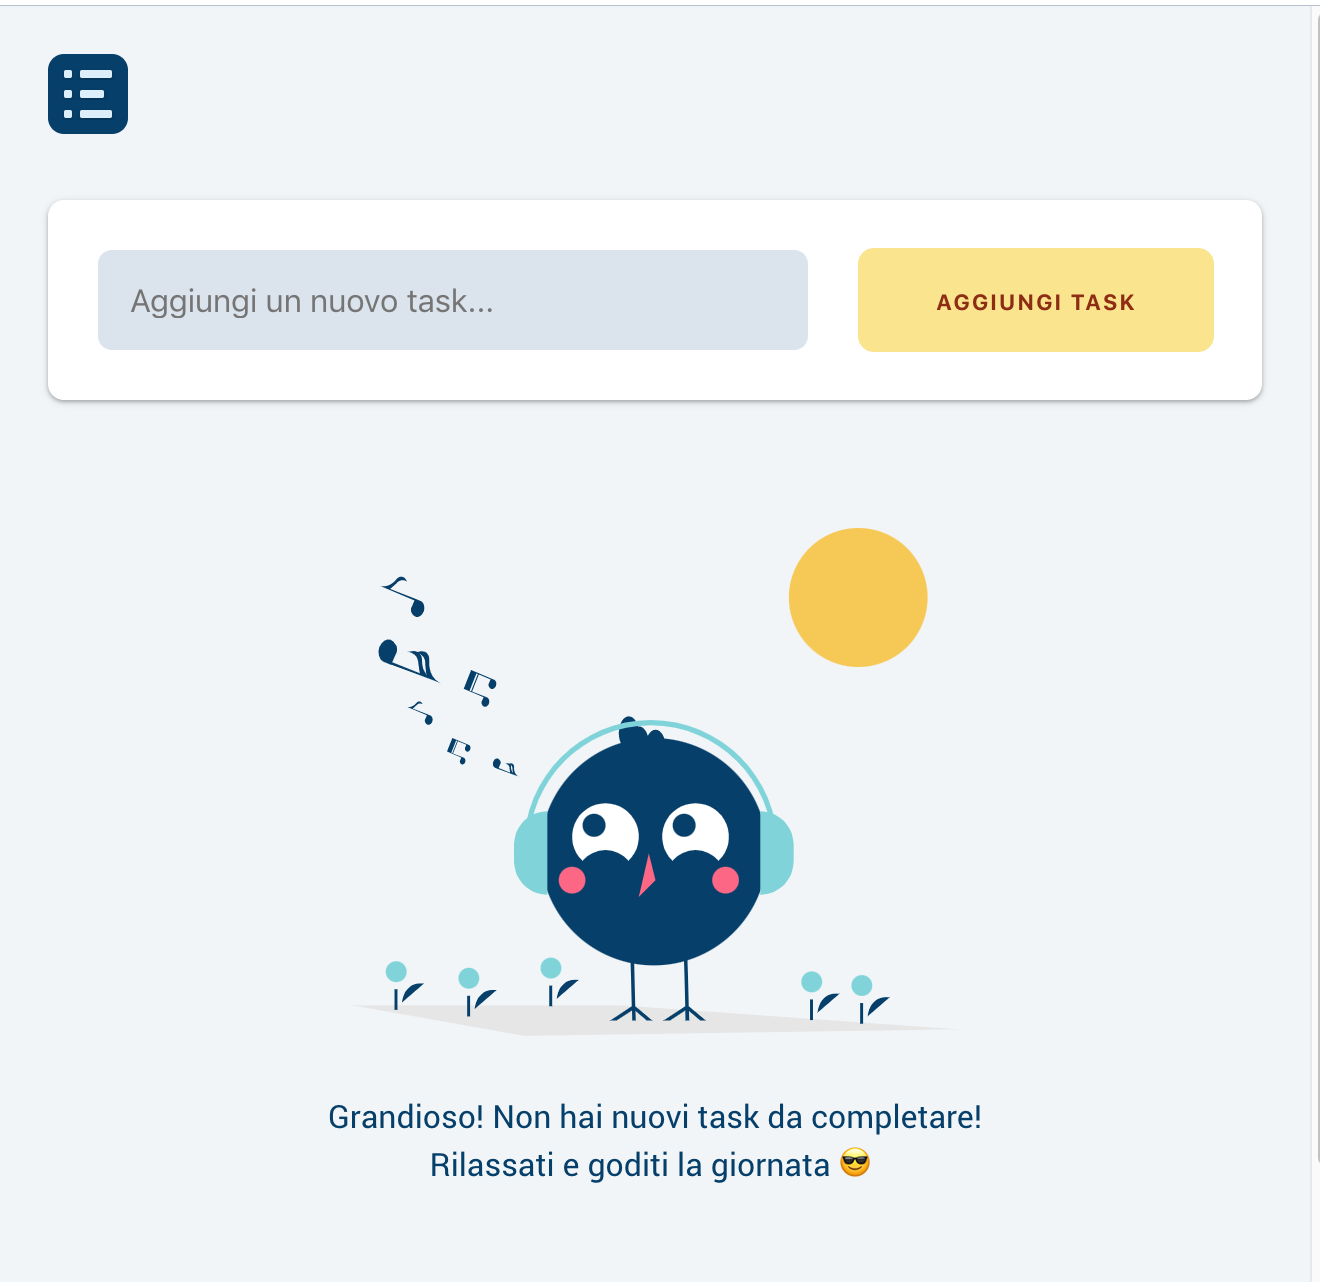 Aggiungi un nuovo task...
AGGIUNGI TASK
Grandioso! Non hai nuovi task da completare!
Rilassati e goditi la giornata 😎